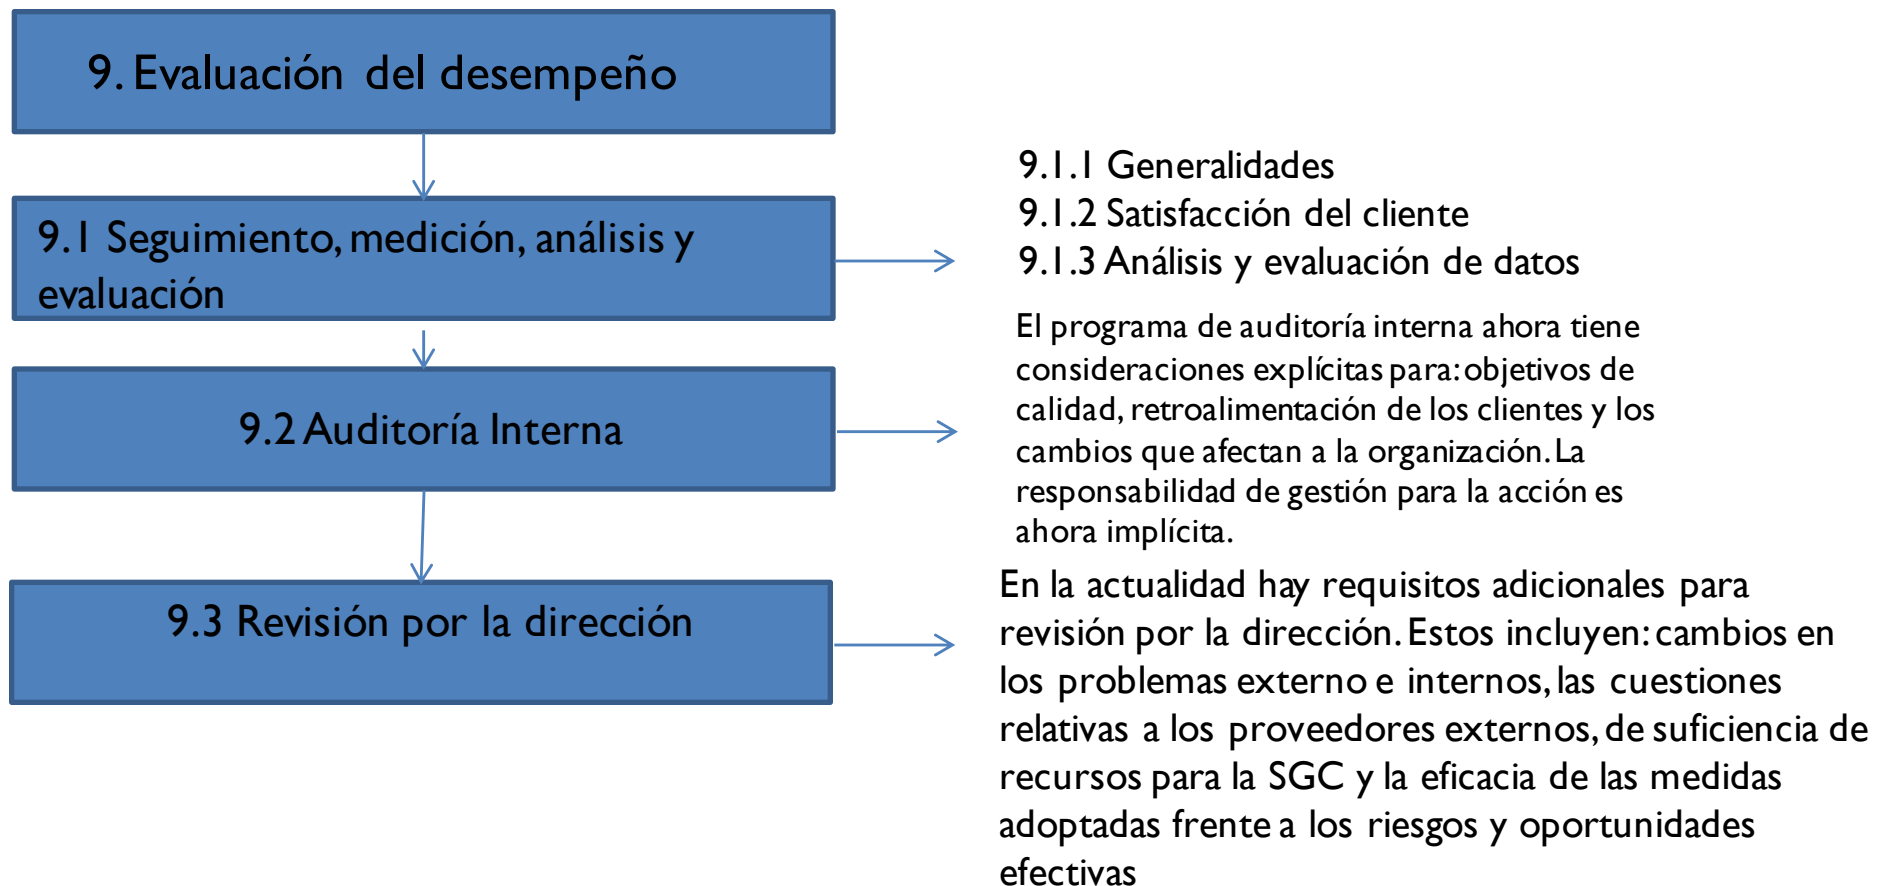 9. Evaluación del desempeño
9.1 Seguimiento, medición, análisis y
evaluación
9.1.1 Generalidades
9.1.2 Satisfacción del cliente
9.1.3 Análisis y evaluación de datos
9.2 Auditoría Interna
El programa de auditoría interna ahora tiene
consideraciones explícitas para: objetivos de
calidad, retroalimentación de los clientes y los
cambios que afectan a la organización. La
responsabilidad de gestión para la acción es
ahora implícita.
9.3 Revisión por la dirección
En la actualidad hay requisitos adicionales para
revisión por la dirección. Estos incluyen: cambios en
los problemas externo e internos, las cuestiones
relativas a los proveedores externos, de suficiencia de
recursos para la SGC y la eficacia de las medidas
adoptadas frente a los riesgos y oportunidades
efectivas